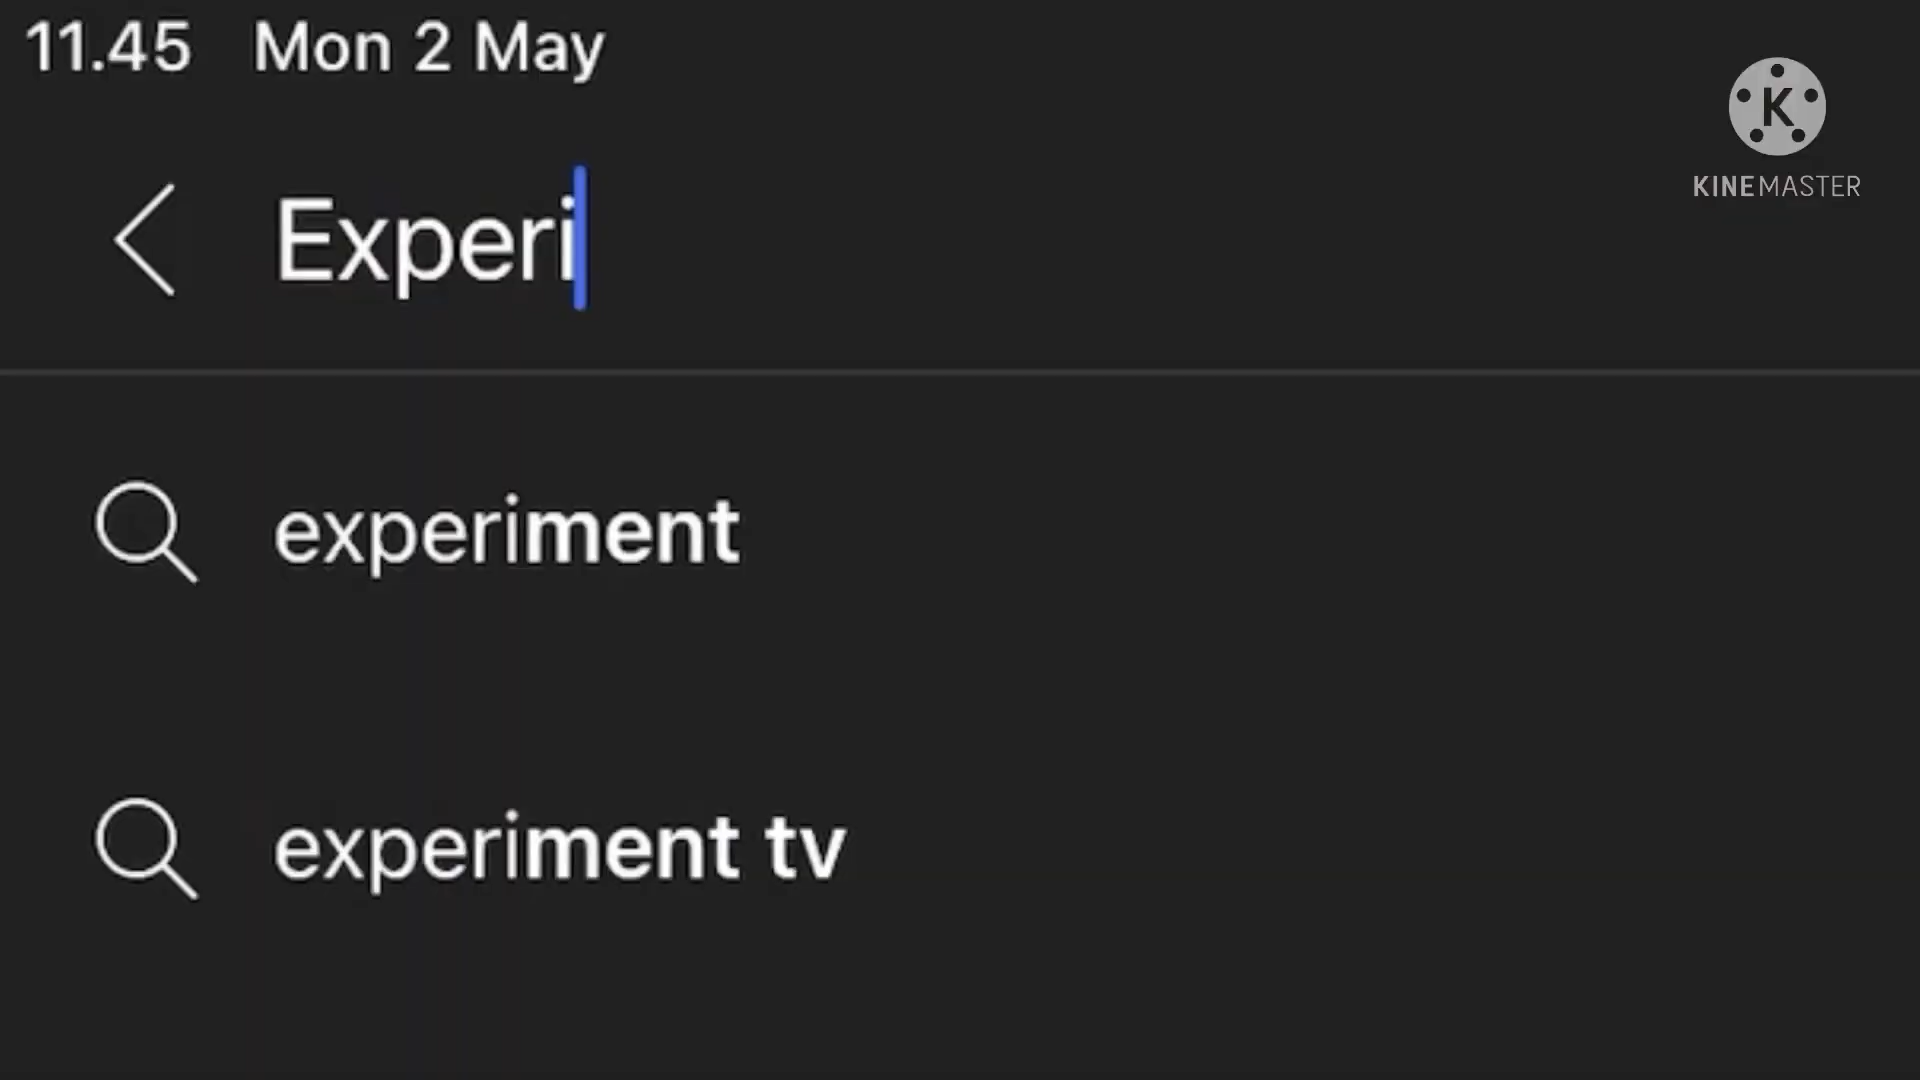 11.45 Mon 2 May
KINEMASTER
Experi
experiment
experiment tv